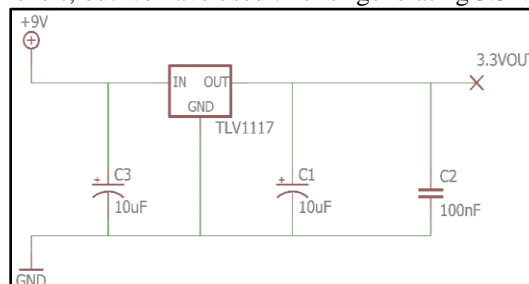 +9V
3.3VOUT
IN OUT
GND
TLV1117
C3
10uF
C1
10uF
C2
100nF
GND